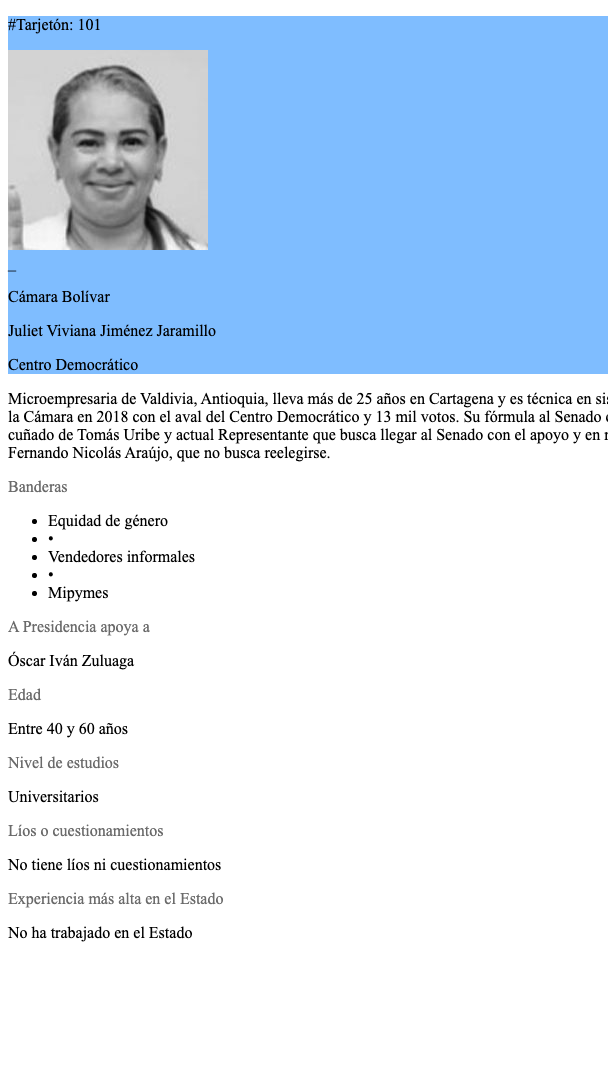 #Tarjetón: 101
_
Cámara Bolívar
Juliet Viviana Jiménez Jaramillo
Centro Democrático
Microempresaria de Valdivia, Antioquia, lleva más de 25 años en Cartagena y es técnica en
la Cámara en 2018 con el aval del Centro Democrático y 13 mil votos. Su fórmula al Senado
cuñado de Tomás Uribe y actual Representante que busca llegar al Senado con el apoyo y en
Fernando Nicolás Araújo, que no busca reelegirse.
Banderas
• Equidad de género
• •
• Vendedores informales
• •
• Mipymes
A Presidencia apoya a
Óscar Iván Zuluaga
Edad
Entre 40 y 60 años
Nivel de estudios
Universitarios
Líos o cuestionamientos
No tiene líos ni cuestionamientos
Experiencia más alta en el Estado
No ha trabajado en el Estado